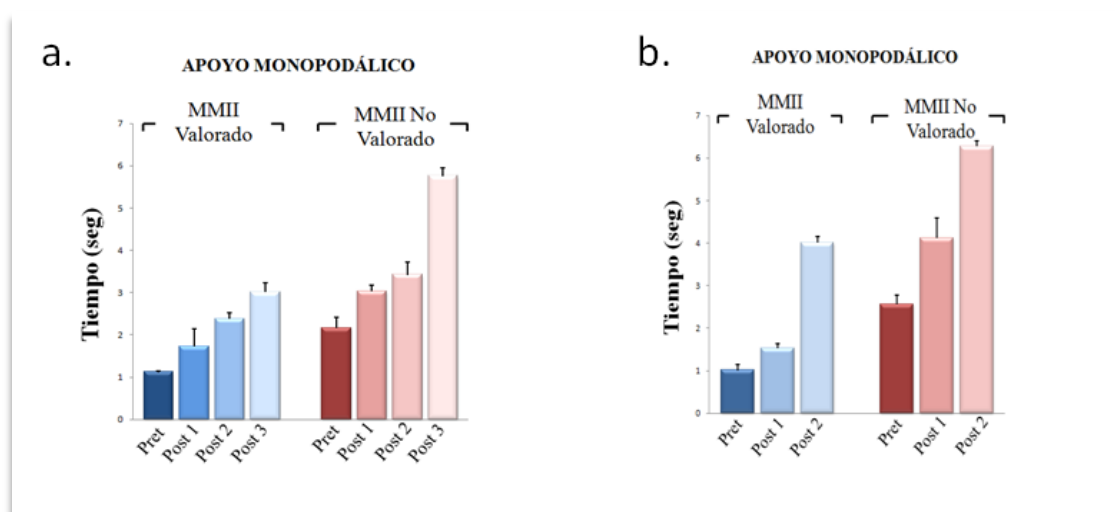 a.
APOYO MONOPODÁLICO
MMII
Valorado
MMII No
Valorado
7
6
5
4
3
2
1
0
Tiempo (seg)
Pret
Post 1
Post 2
Post 3
Pret
Post 1
Post 2
Post 3
b.
APOYO MONOPODÁLICO
MMII
Valorado
MMII No
Valorado
7
6
5
4
3
2
1
0
Tiempo (seg)
Pret
Post 1
Post 2
Pret
Post 1
Post 2